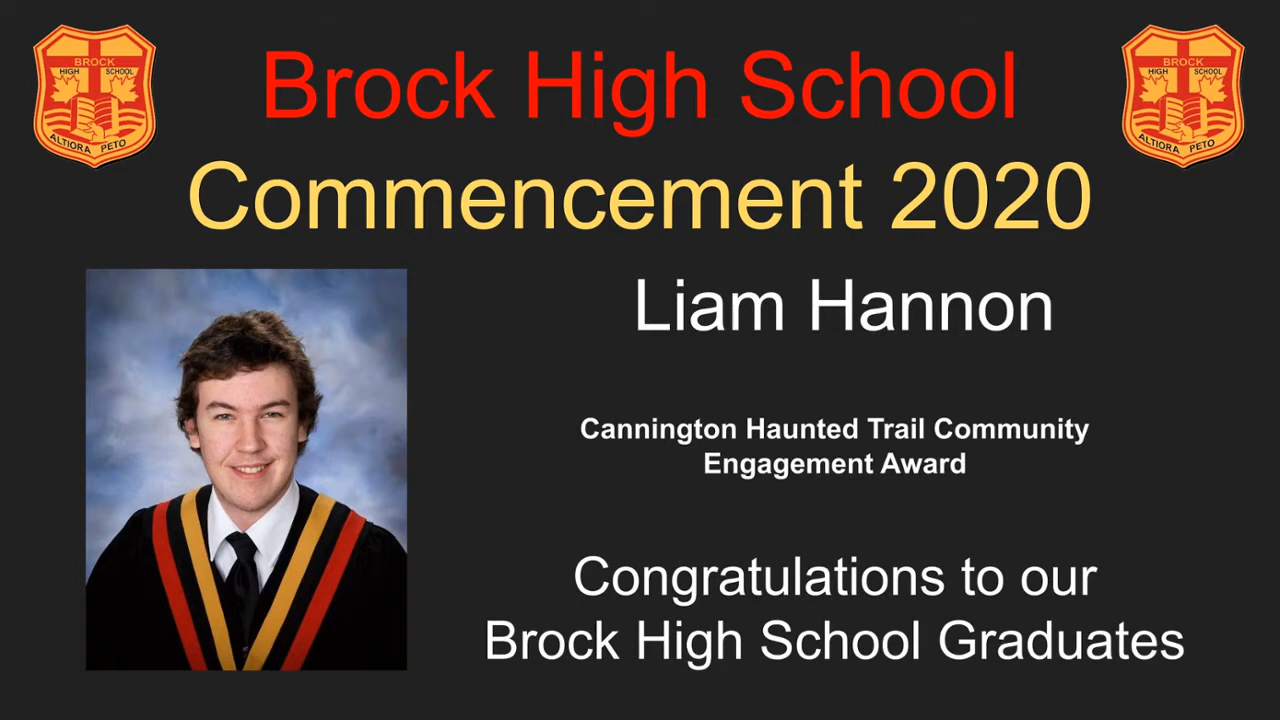 BROCK
HIGH SCHOOL
ALTIORA PETO
Brock High School
BROCK
HIGH SCHOOL
ALTIORA PETO
Commencement 2020
Liam Hannon
Cannington Haunted Trail Community
Engagement Award
Congratulations to our
Brock High School Graduates